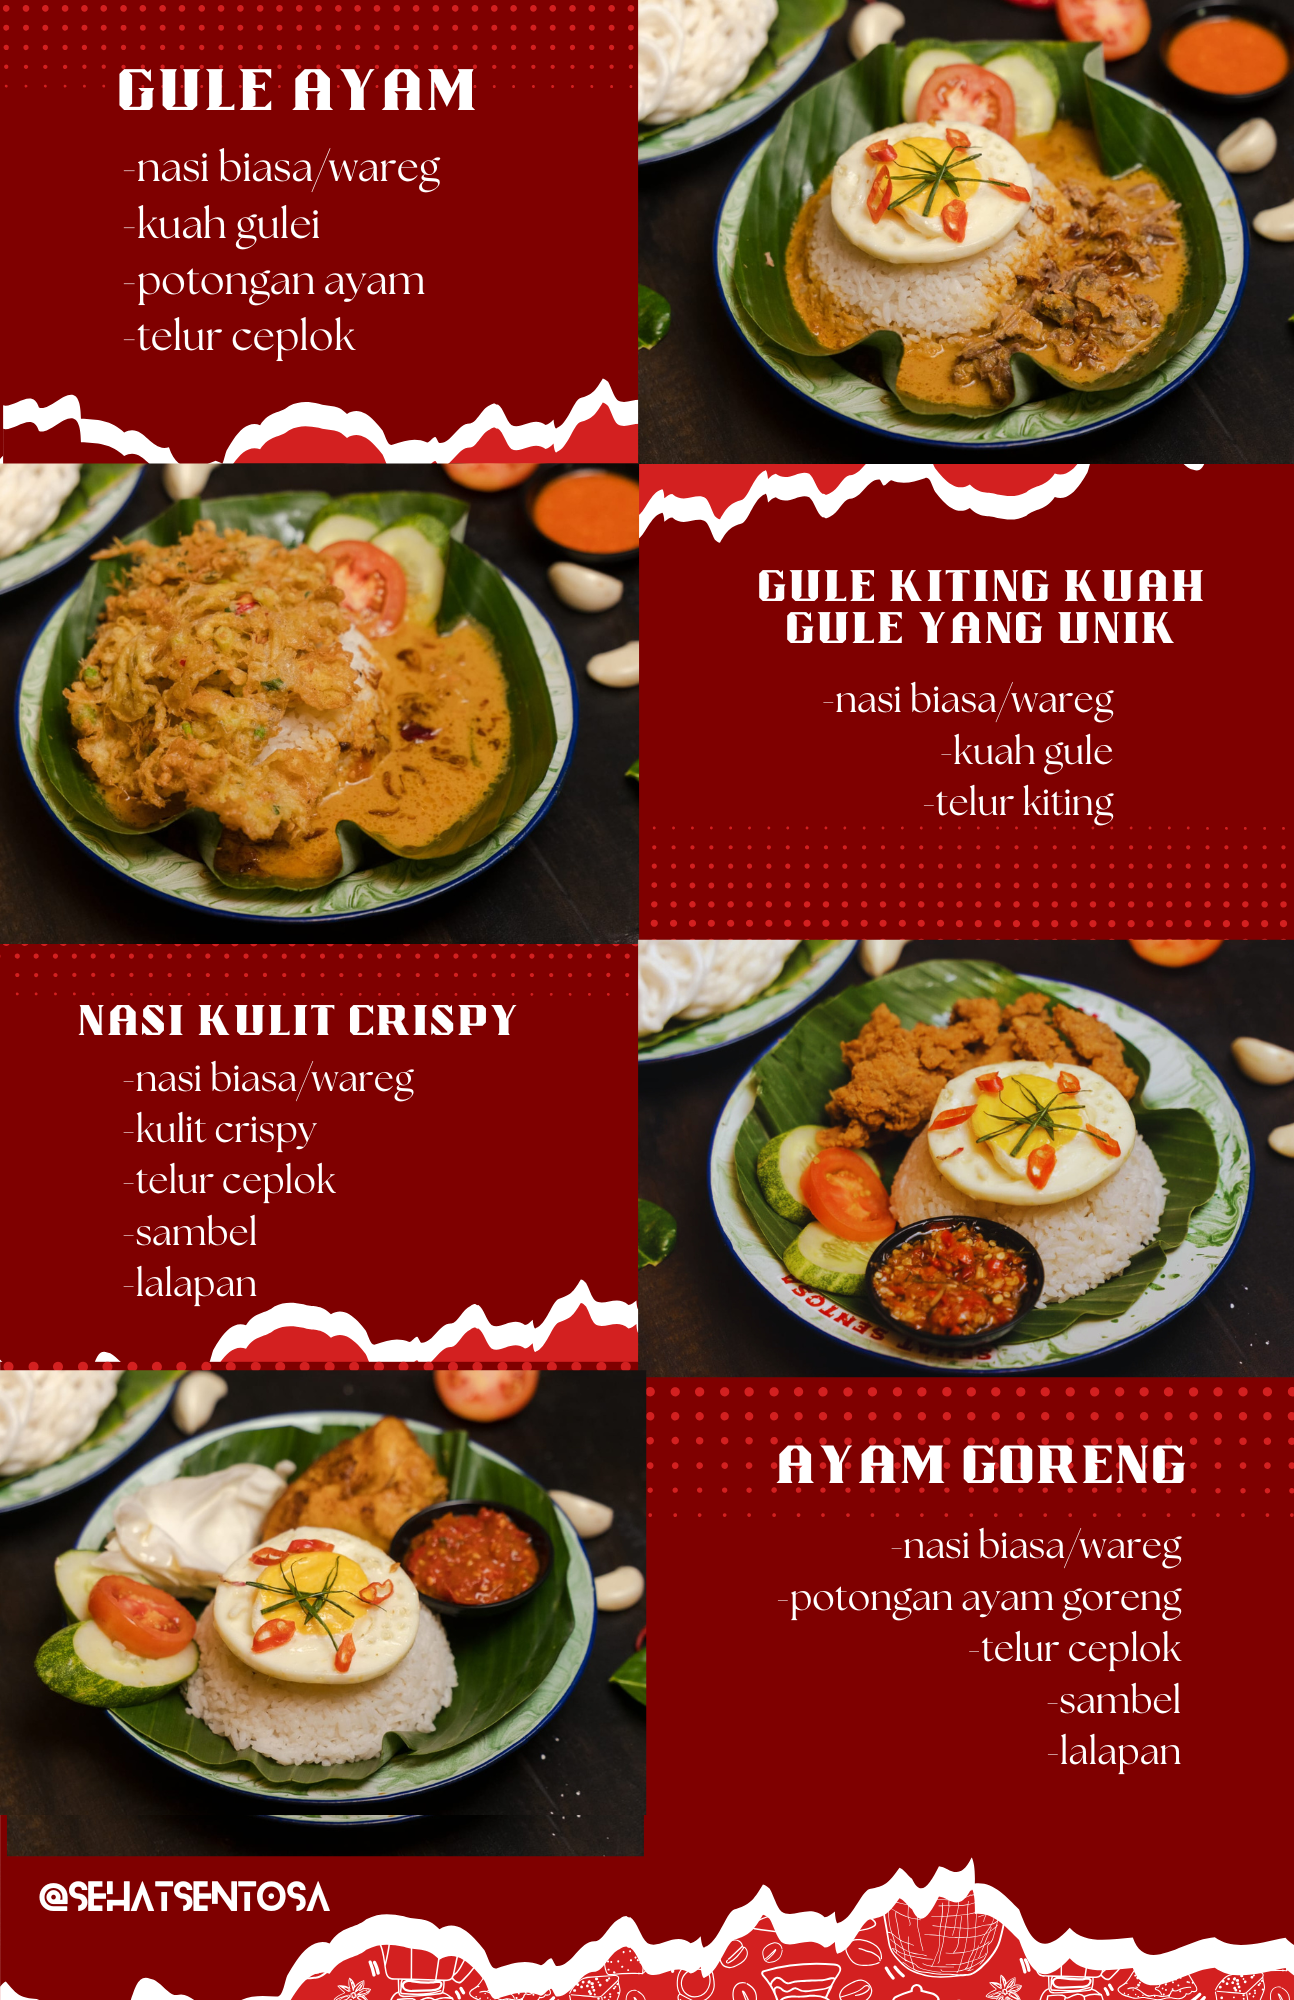 GULE AYAM
-nasi biasa/wareg
-kuah gulei
-potongan ayam
-telur ceplok
GULE KITING KUAH
GULE YANG UNIK
-nasi biasa/wareg
-kuah gule
-telur kiting
NASI KULIT CRISPY
-nasi biasa/wareg
-kulit crispy
-telur ceplok
-sambel
-lalapan
SENTOSA
AYAM GORENG
-nasi biasa/wareg
-potongan ayam goreng
-telur ceplok
-sambel
-lalapan
@SEHATSENTOSA